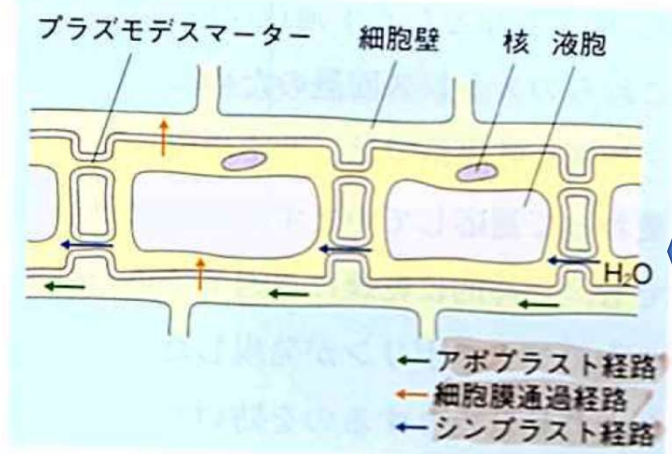 プラズモデスマーター
細胞壁
核
液胞
H₂O
アポプラスト経路
細胞膜通過経路
シンプラスト経路